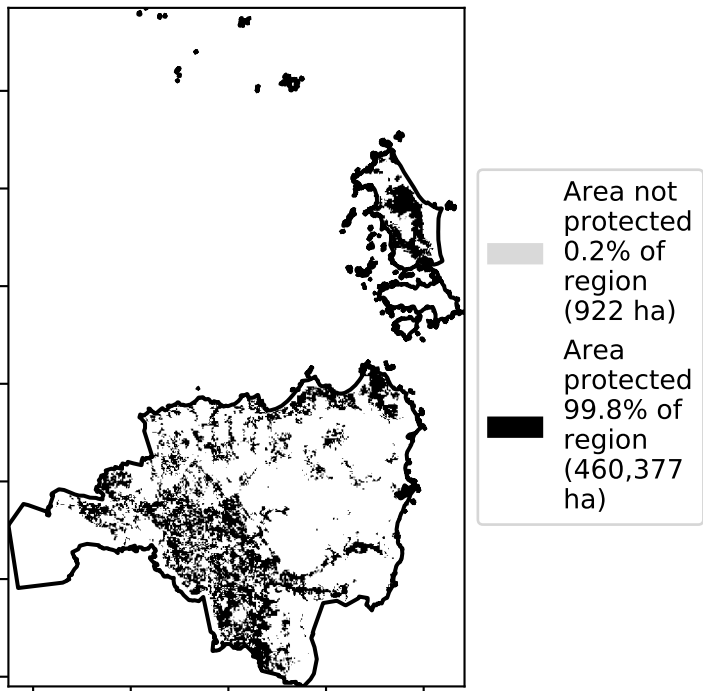 Area not
protected
0.2% of
region
(922 ha)
Area
protected
99.8% of
region
(460,377
ha)